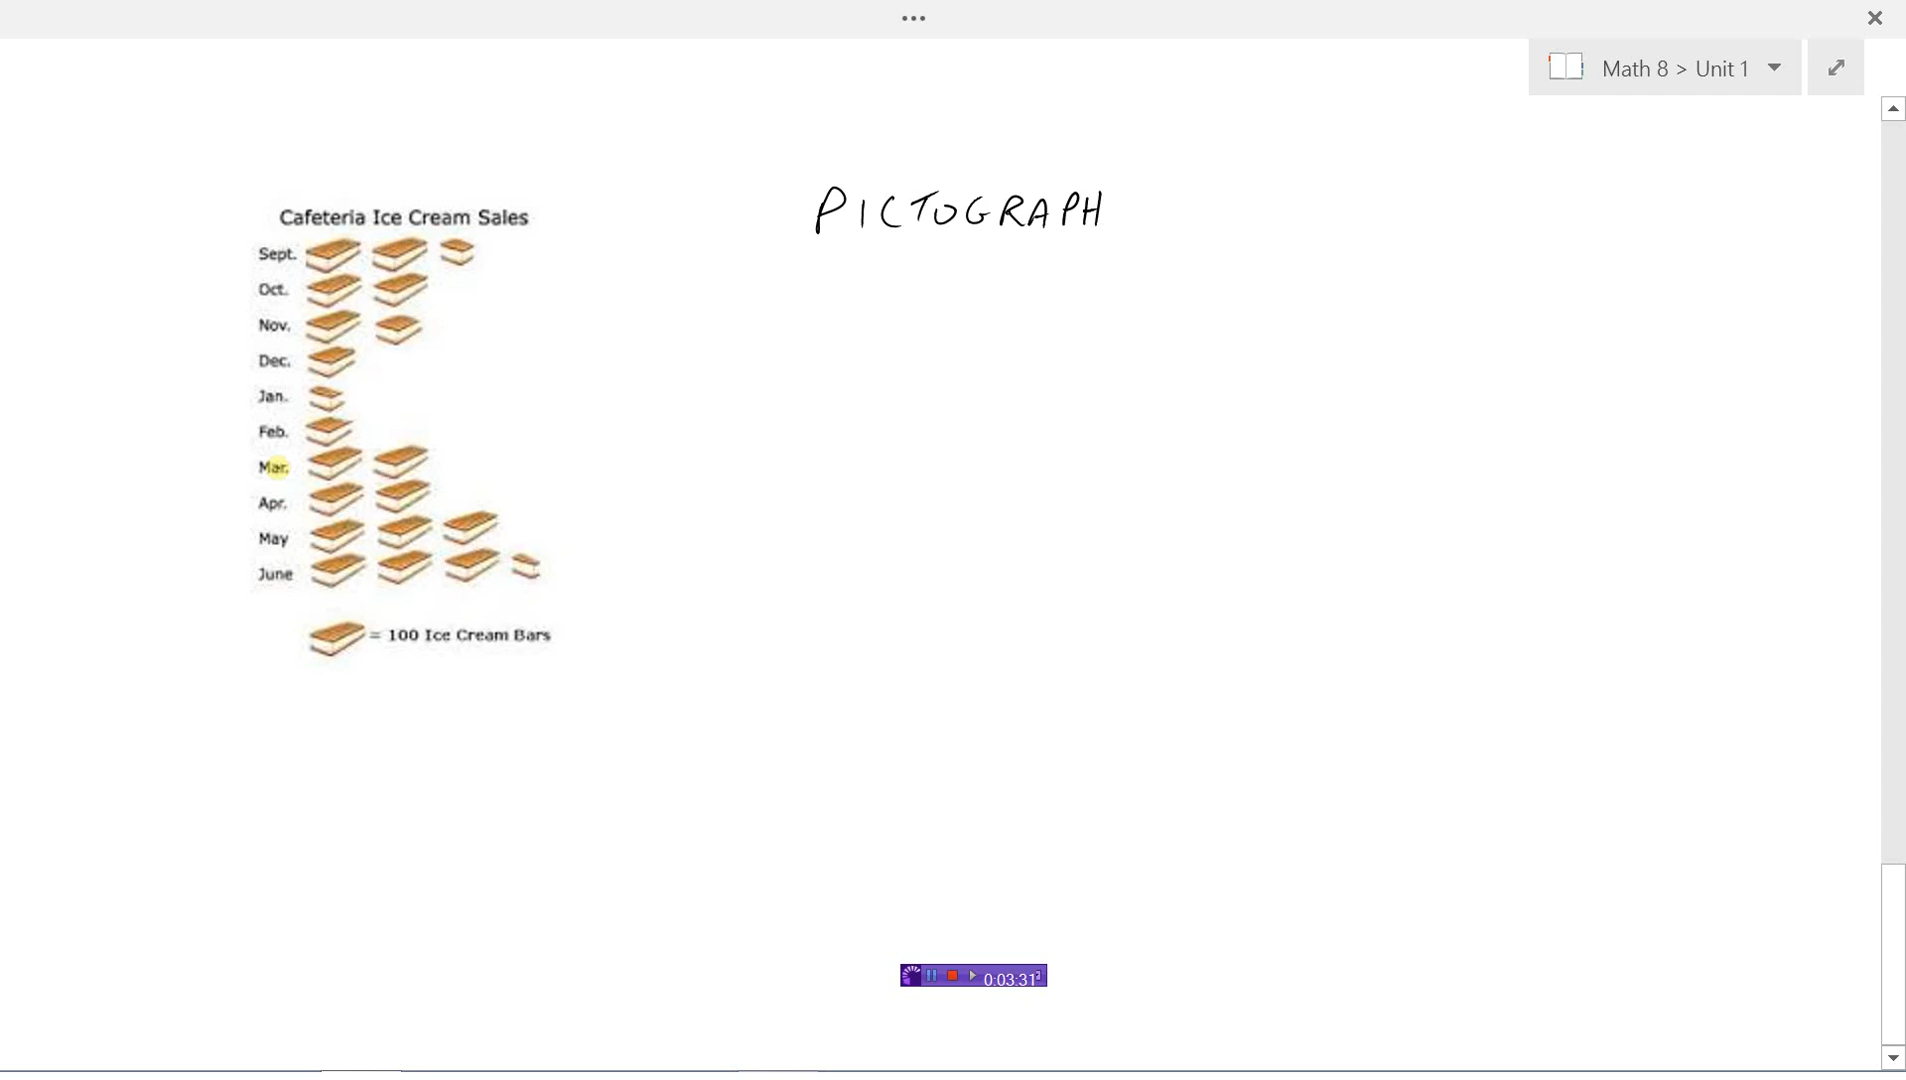 Math 8 > Unit 1
PICTOGRAPH
Cafeteria Ice Cream Sales
Sept.
Oct.
Nov.
Dec.
Jan.
Feb.
Mar.
Apr.
May
June
= 100 Ice Cream Bars
0:03:31